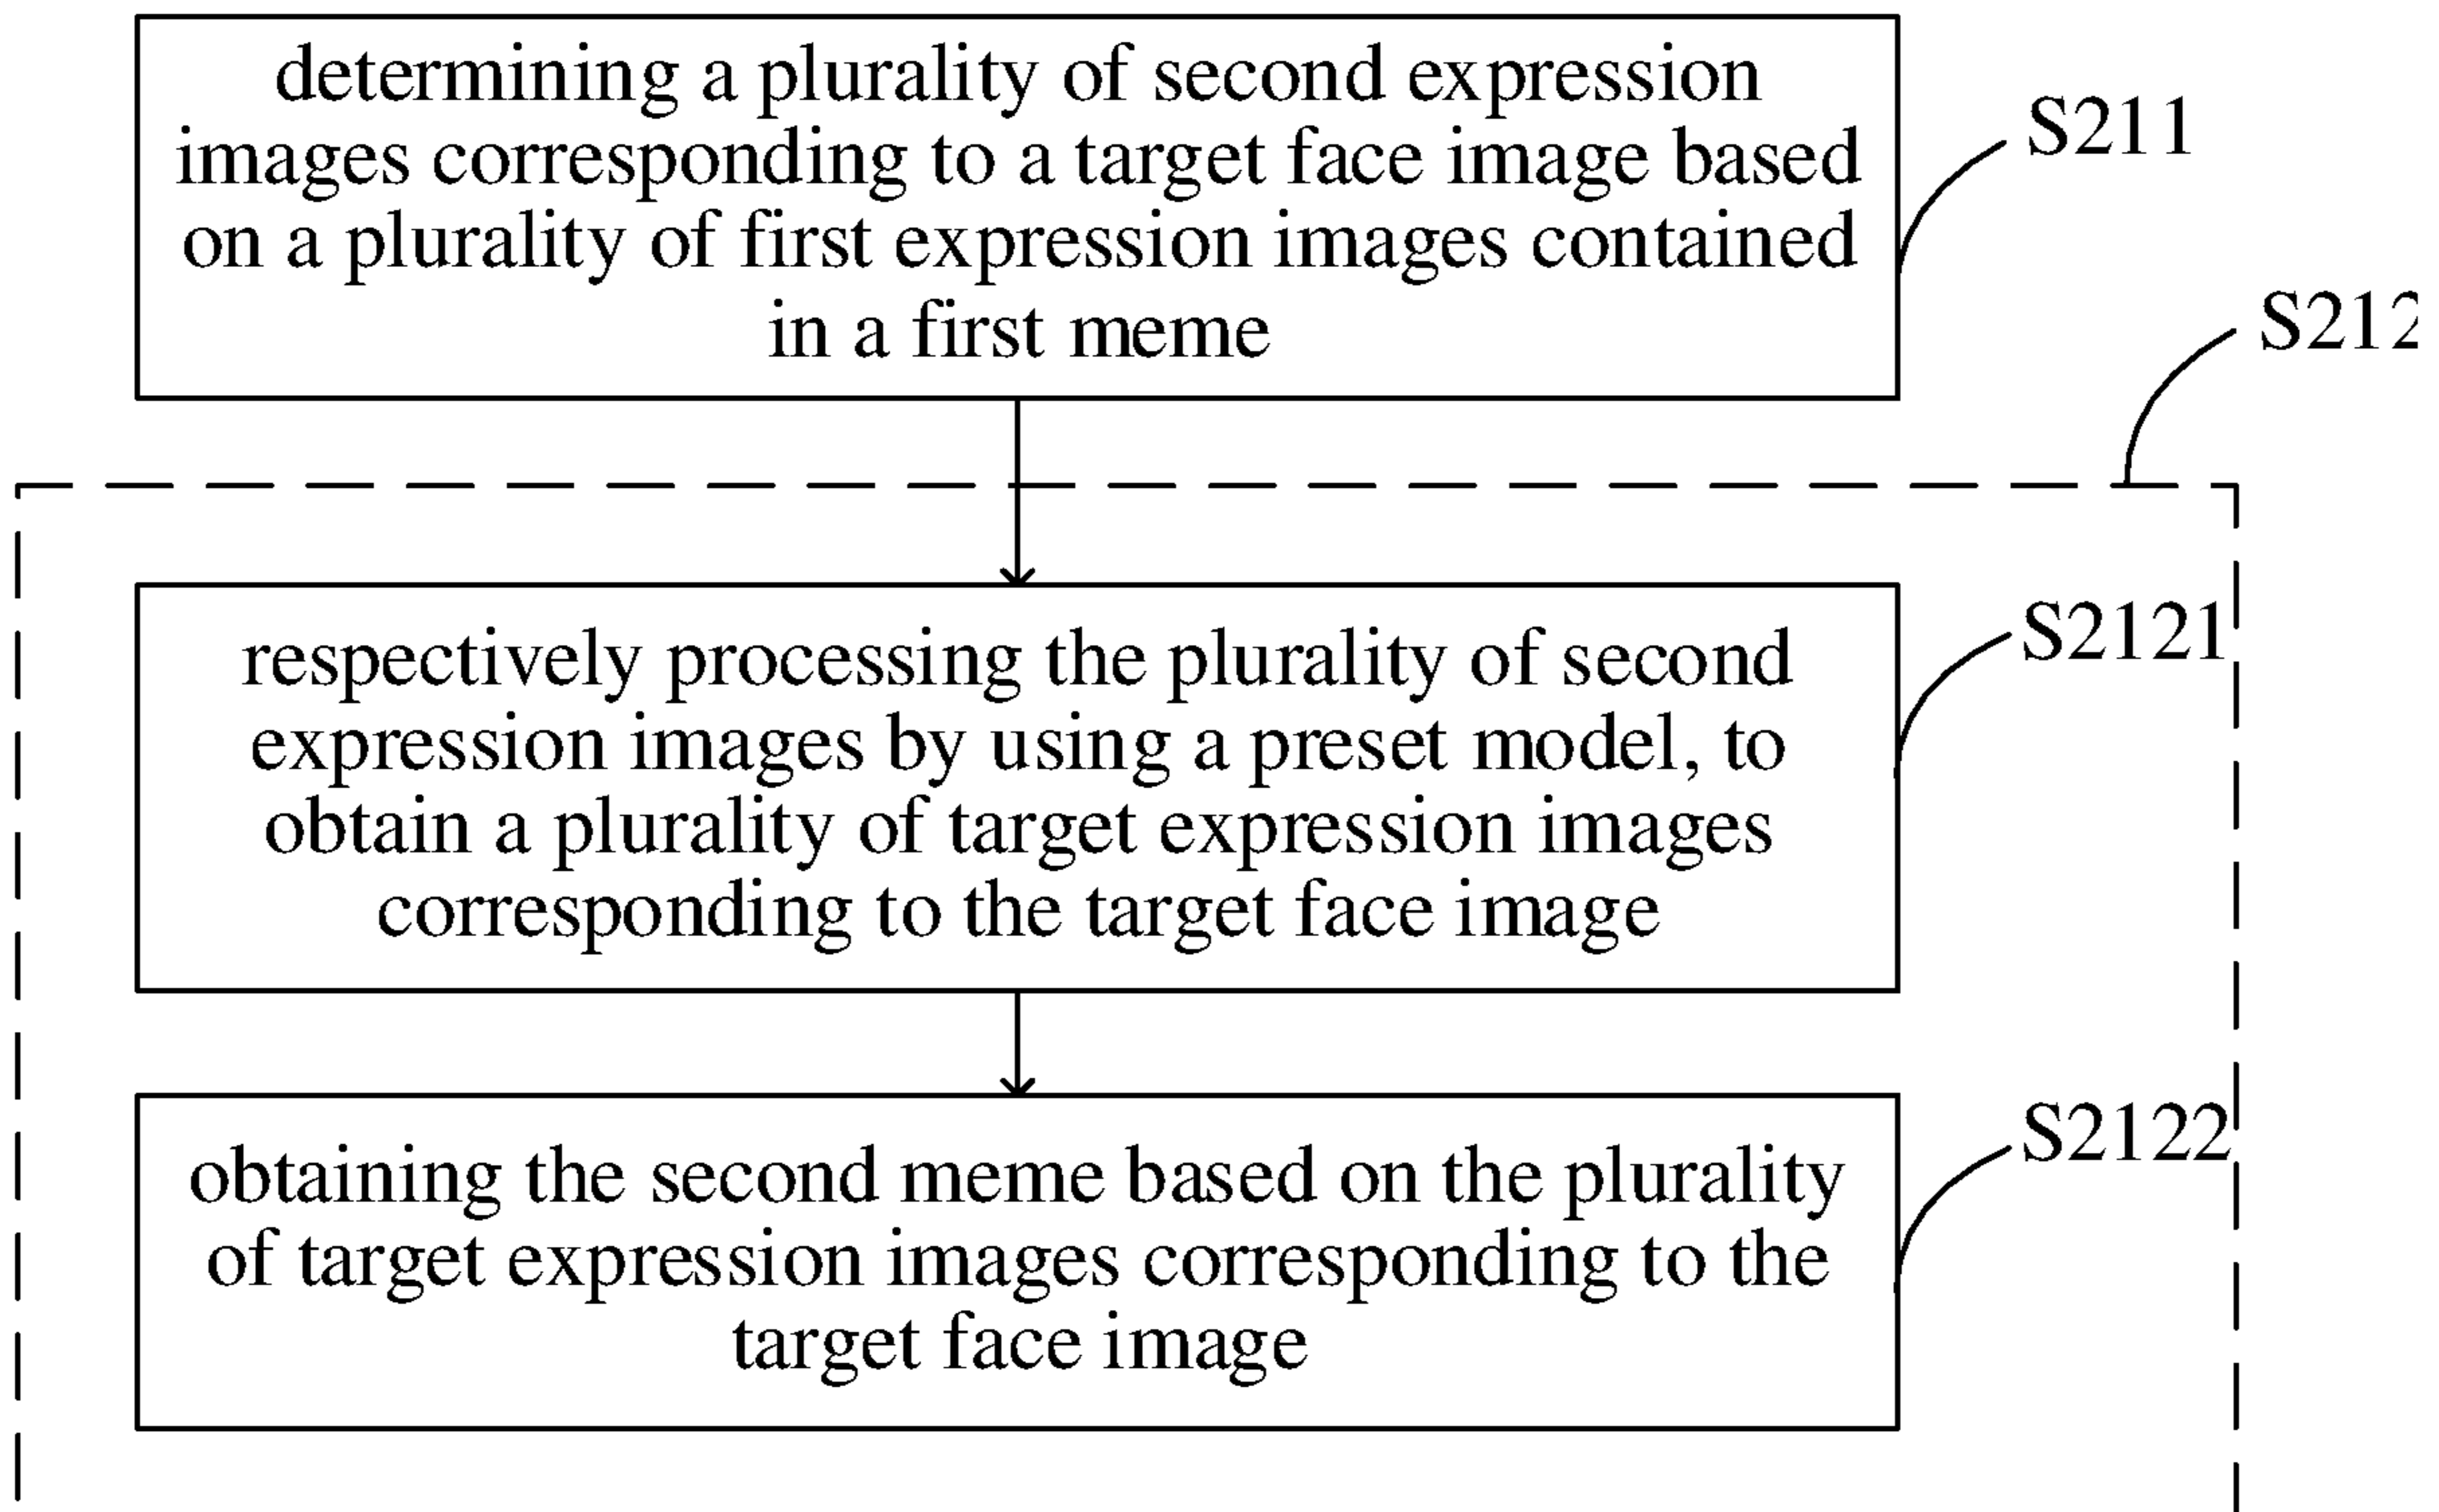 determining a plurality of second expression
images corresponding to a target face image based
on a plurality of first expression images contained
in a first meme
S211
S212
respectively processing the plurality of second
expression images by using a preset model, to
obtain a plurality of target expression images
corresponding to the target face image
S2121
obtaining the second meme based on the plurality
of target expression images corresponding to the
target face image
S2122